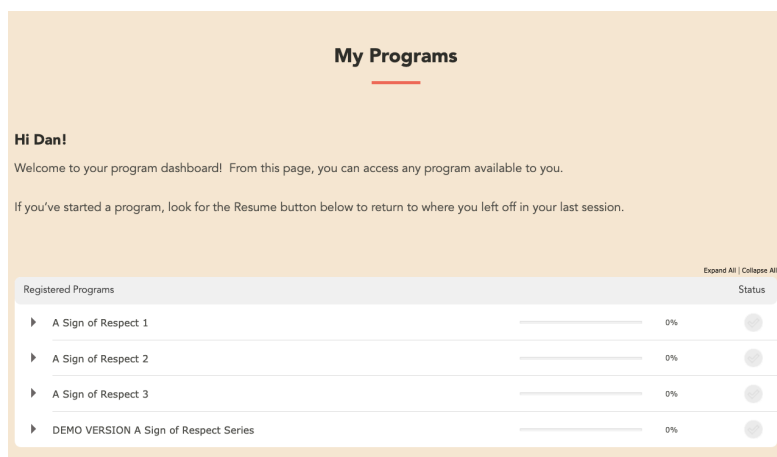 My Programs
Hi Dan!
Welcome to your program dashboard!  From this page, you can access any program available to you.
If you've started a program, look for the Resume button below to return to where you left off in your last session.
Expand All | Collapse All
Registered Programs Status
A Sign of Respect 1 0%
A Sign of Respect 2 0%
A Sign of Respect 3 0%
DEMO VERSION A Sign of Respect Series 0%